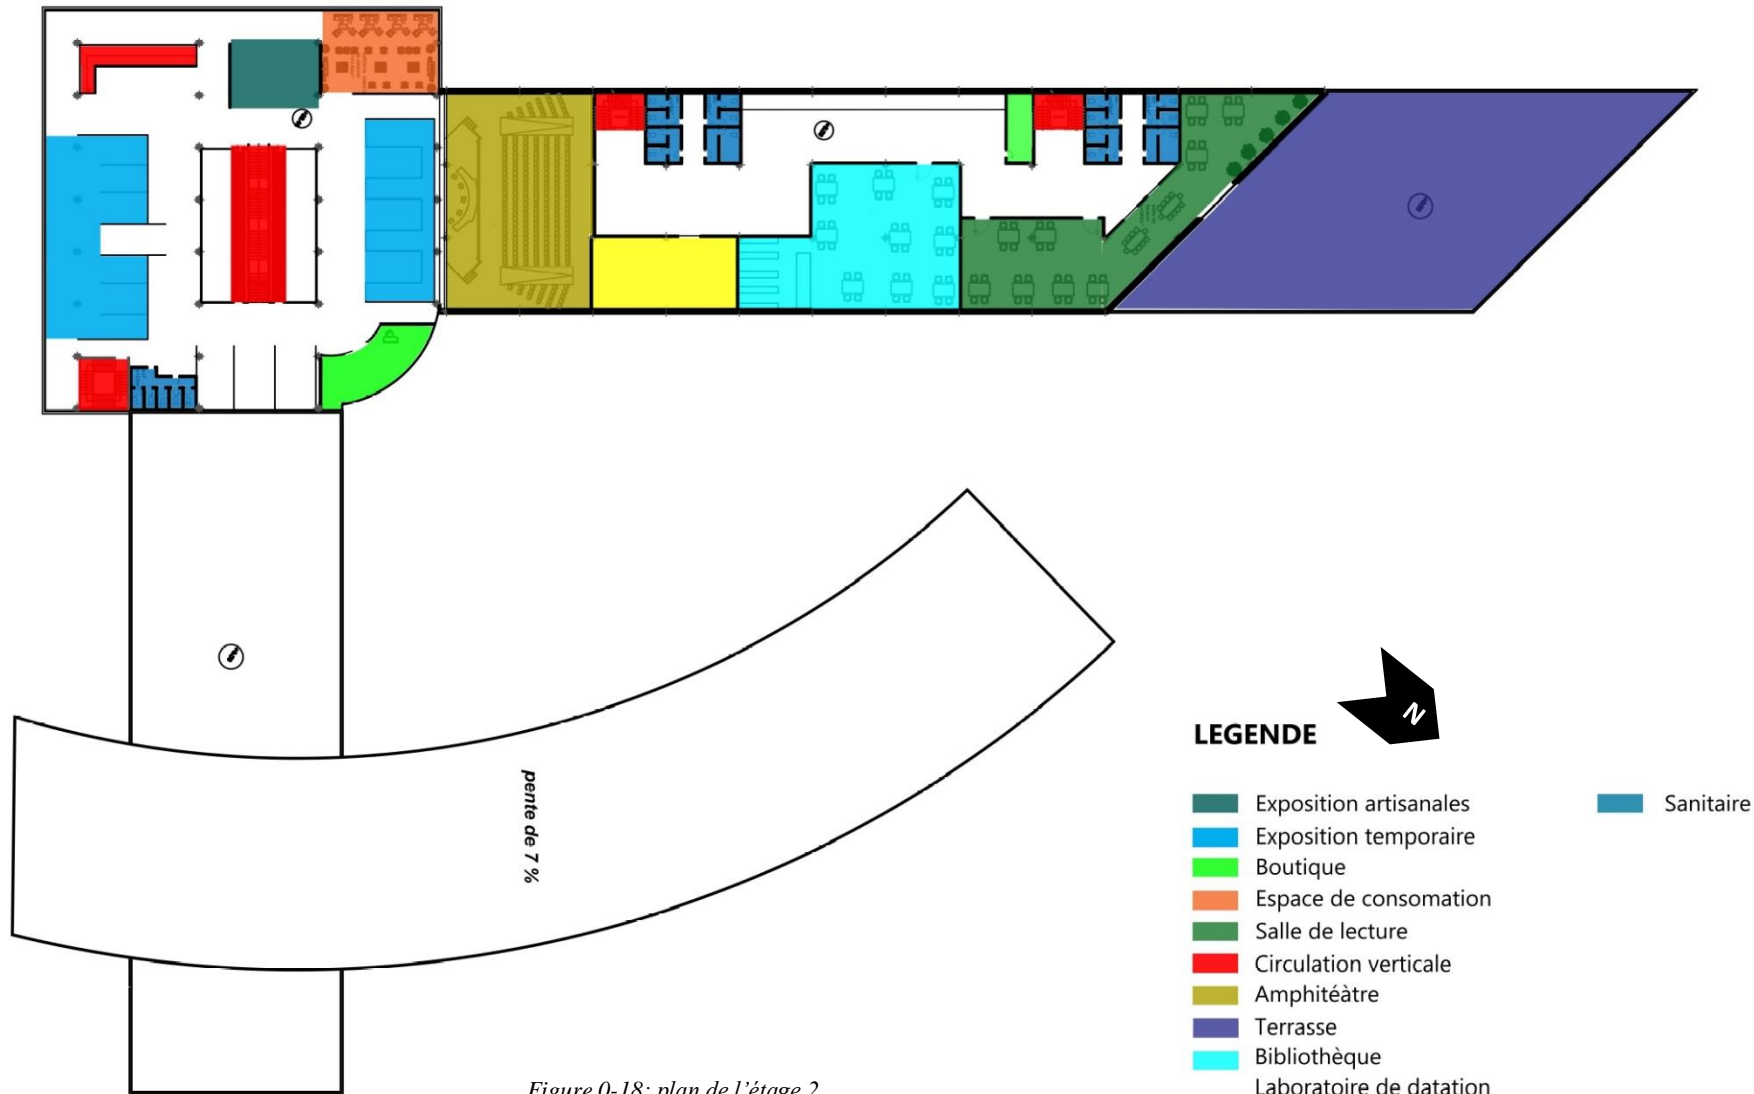 pente de 7 %
N
LEGENDE
Exposition artisanales
Exposition temporaire
Boutique
Espace de consomation
Salle de lecture
Circulation verticale
Amphitéàtre
Terrasse
Bibliothèque
Laboratoire de datation
Sanitaire
Figure 0-18: plan de l'étage 2